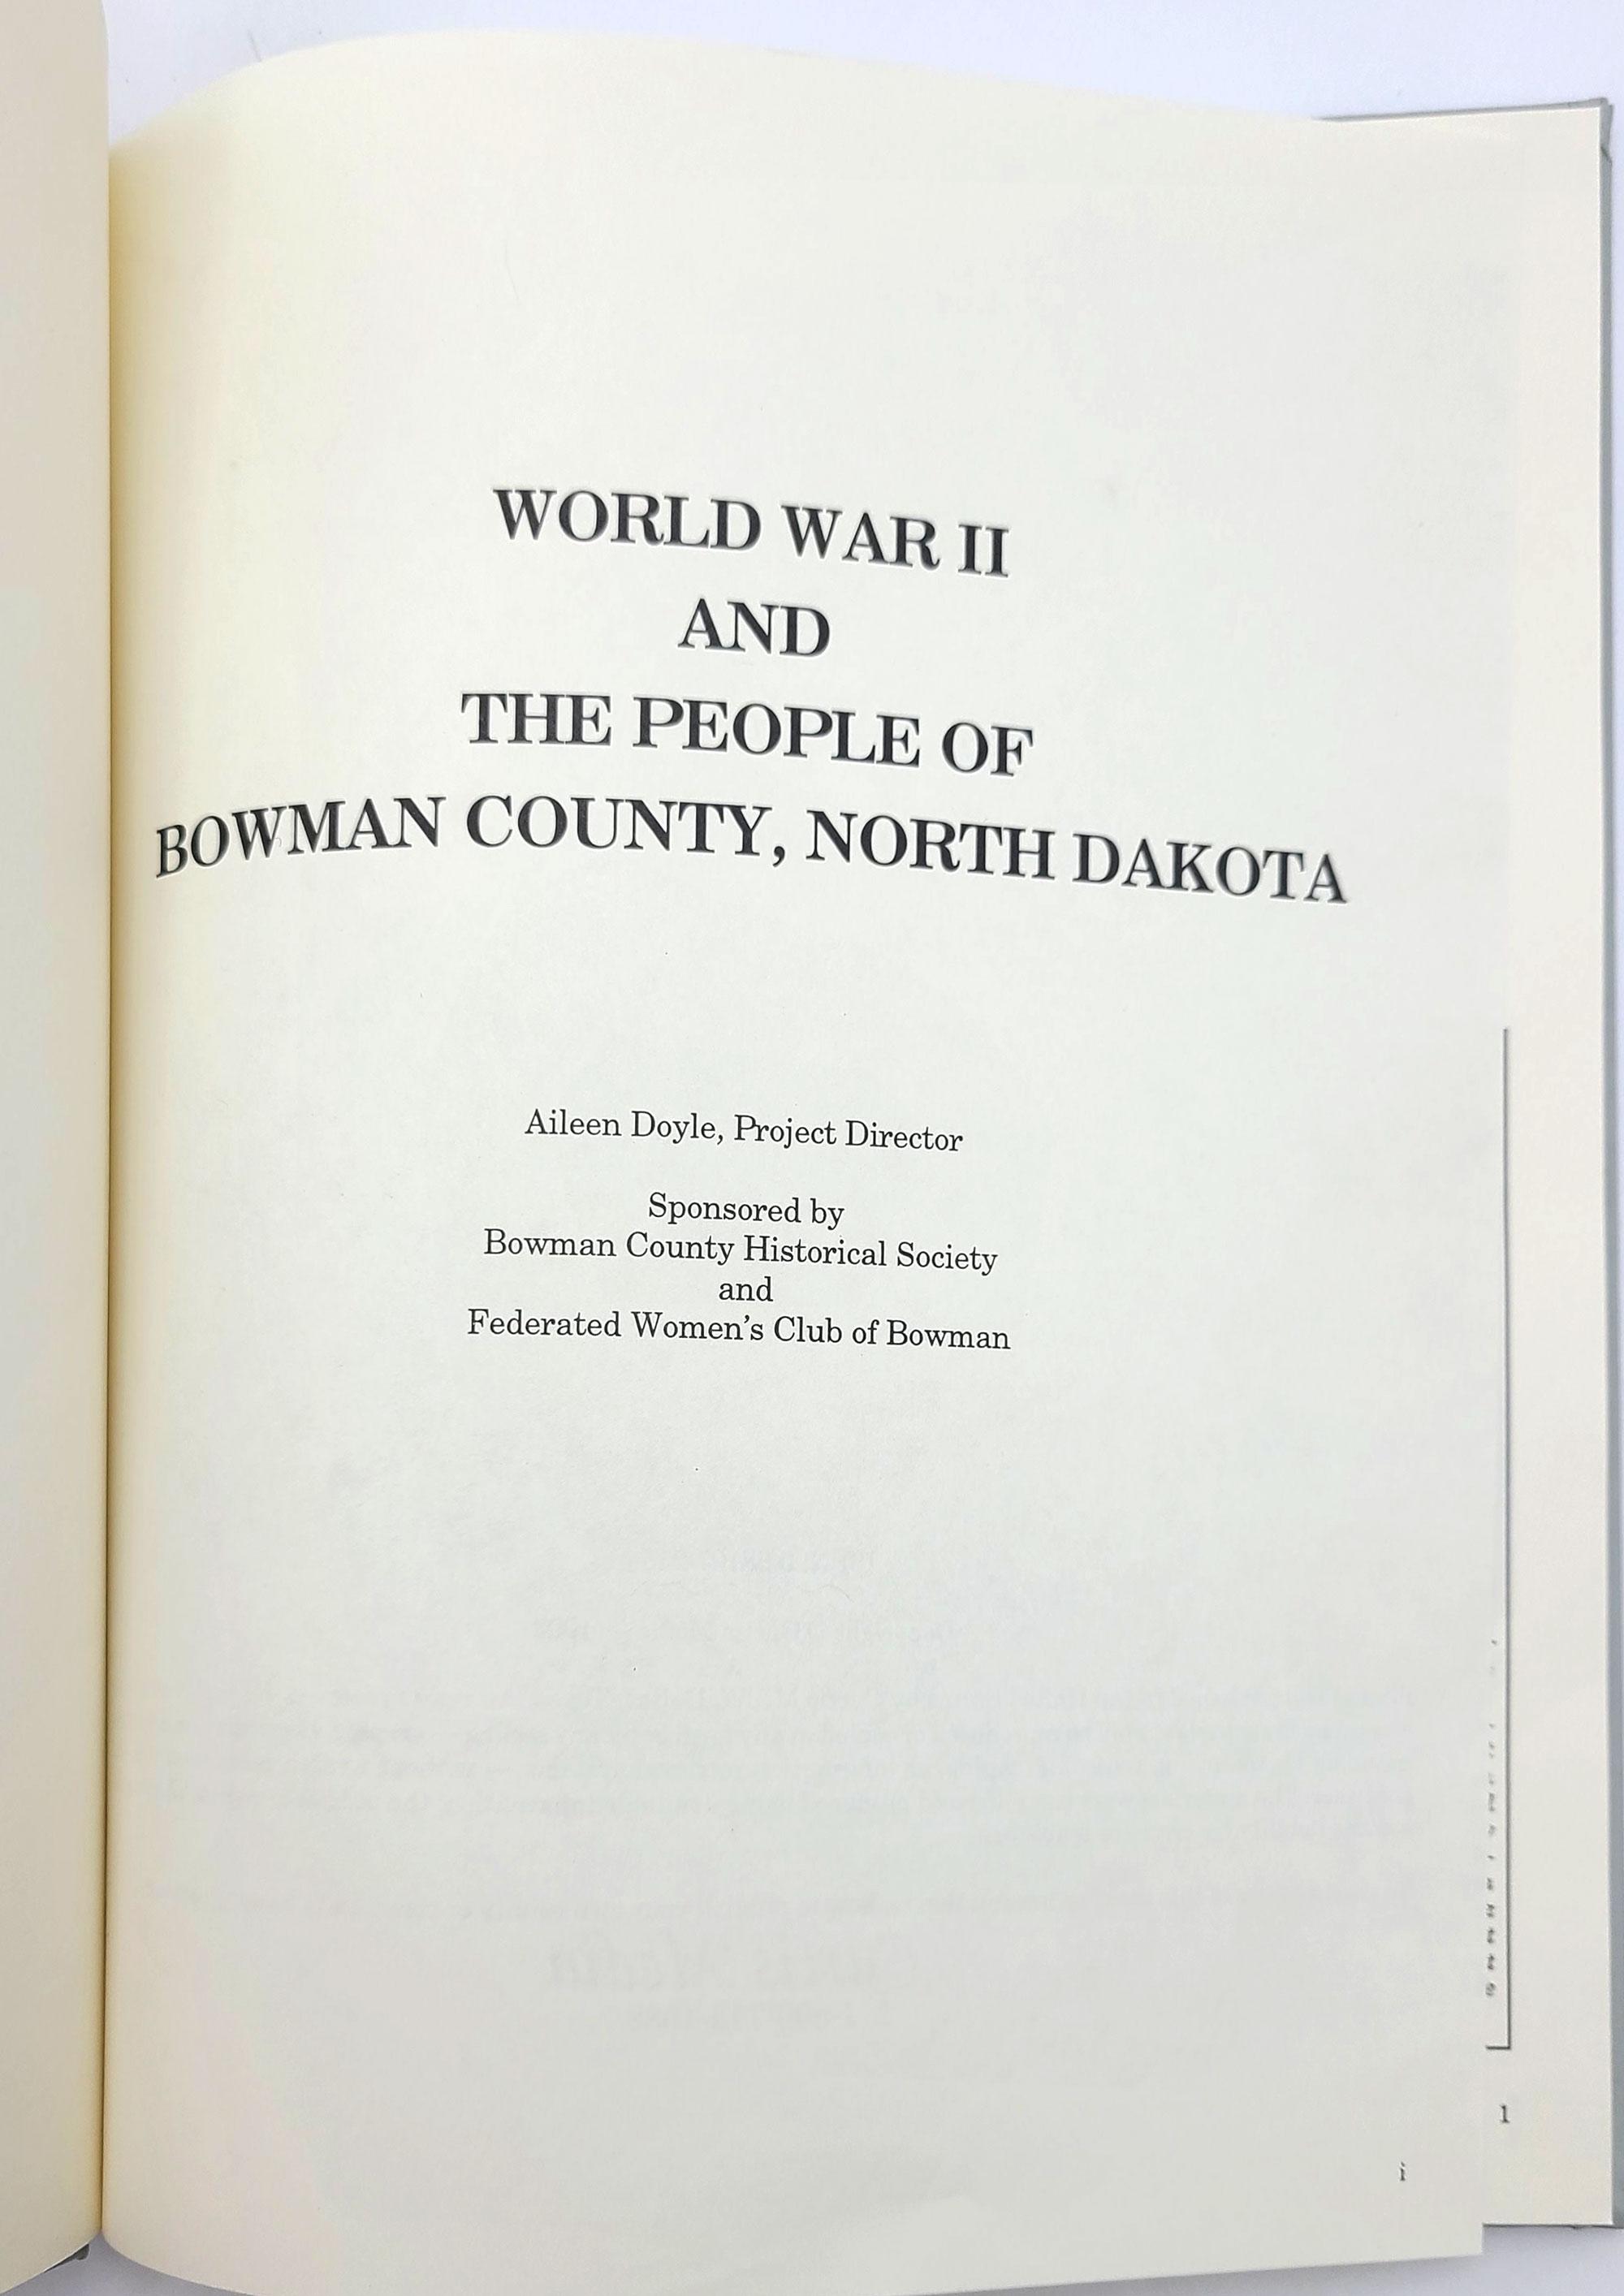 WORLD WAR II
AND
THE PEOPLE OF
BOWMAN COUNTY, NORTH DAKOTA
Aileen Doyle, Project Director
Sponsored by
Bowman County Historical Society
and
Federated Women's Club of Bowman
1
i